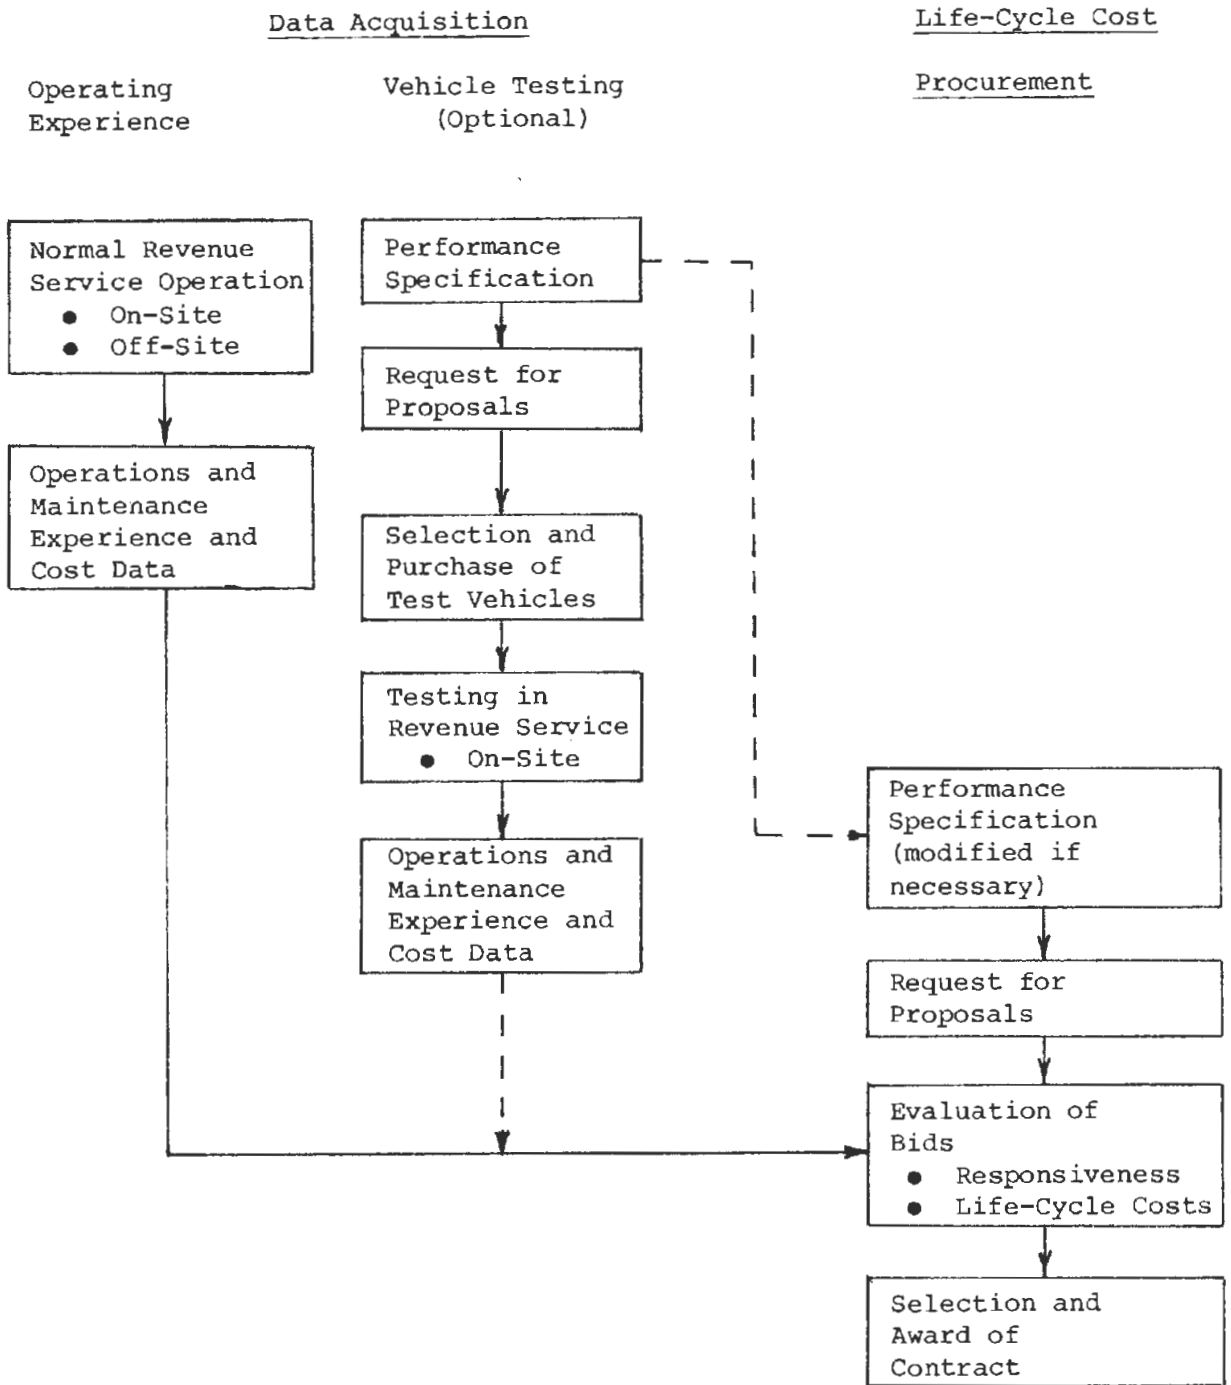 Data Acquisition
Life-Cycle Cost
Procurement
Operating
Experience
Vehicle Testing
(Optional)
Normal Revenue
Service Operation
● On-Site
● Off-Site
Operations and
Maintenance
Experience and
Cost Data
Performance
Specification
Request for
Proposals
Selection and
Purchase of
Test Vehicles
Testing in
Revenue Service
● On-Site
Operations and
Maintenance
Experience and
Cost Data
Performance
Specification
(modified if
necessary)
Request for
Proposals
Evaluation of
Bids
● Responsiveness
● Life-Cycle Costs
Selection and
Award of
Contract